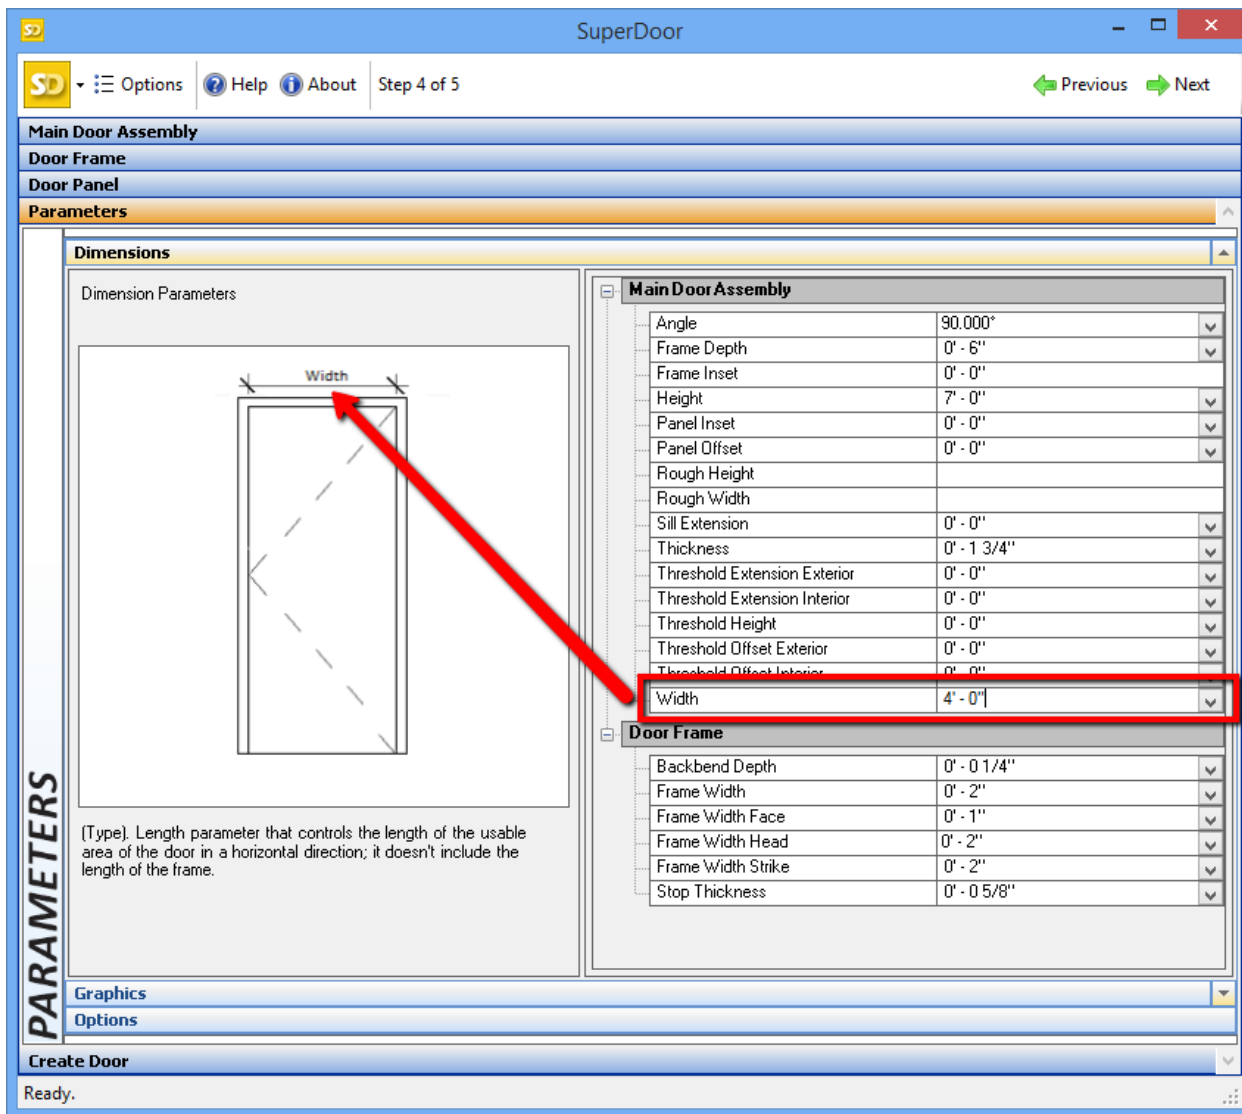 SD SuperDoor
SD Options Help About Step 4 of 5 Previous Next
Main Door Assembly
Door Frame
Door Panel
Parameters
PARAMETERS
Dimensions
Dimension Parameters
Width
(Type). Length parameter that controls the length of the usable
area of the door in a horizontal direction; it doesn't include the
length of the frame.
Main Door Assembly
Angle 90.000°
Frame Depth 0' - 6"
Frame Inset 0' - 0"
Height 7' - 0"
Panel Inset 0' - 0"
Panel Offset 0' - 0"
Rough Height
Rough Width
Sill Extension 0' - 0"
Thickness 0' - 1 3/4"
Threshold Extension Exterior 0' - 0"
Threshold Extension Interior 0' - 0"
Threshold Height 0' - 0"
Threshold Offset Exterior 0' - 0"
Threshold Offset Interior 0' - 0"
Width 4' - 0"
Door Frame
Backbend Depth 0' - 0 1/4"
Frame Width 0' - 2"
Frame Width Face 0' - 1"
Frame Width Head 0' - 2"
Frame Width Strike 0' - 2"
Stop Thickness 0' - 0 5/8"
Graphics
Options
Create Door
Ready.